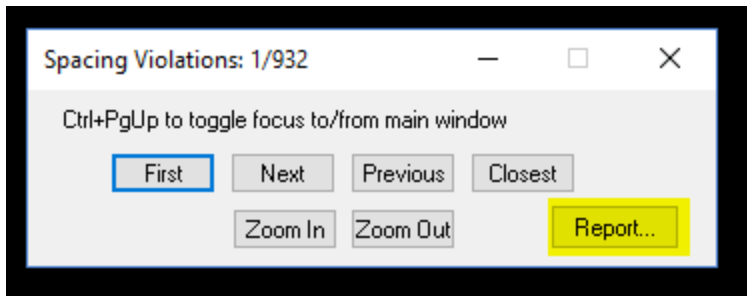 Spacing Violations: 1/932
Ctrl+PgUp to toggle focus to/from main window
First Next Previous Closest
Zoom In Zoom Out Report...